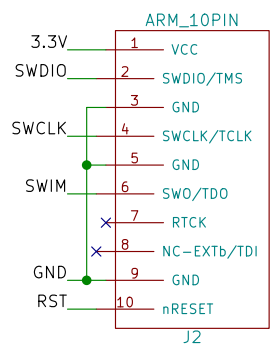 ARM_10PIN
3.3V 1 VCC
SWDIO 2 SWDIO/TMS
3 GND
SWCLK 4 SWCLK/TCLK
5 GND
SWIM 6 SWO/TDO
7 RTCK
8 NC-EXTb/TDI
GND 9 GND
RST 10 nRESET
J2